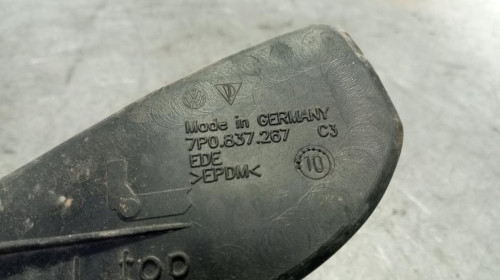 Made in GERMANY
7P0.837.267 C3
EDE
>EPDM<
10
top